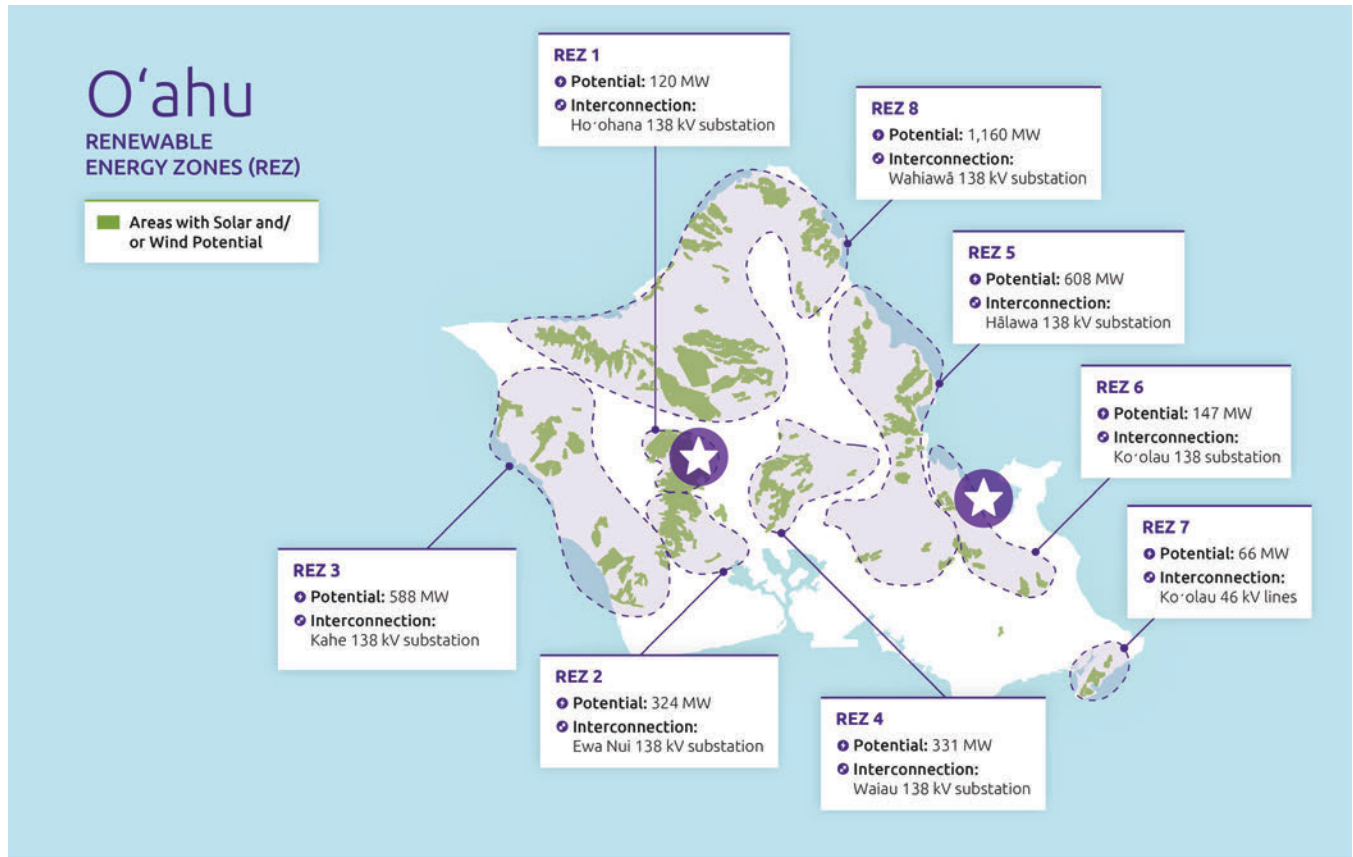 Oʻahu
RENEWABLE
ENERGY ZONES (REZ)
Areas with Solar and/
or Wind Potential
REZ 1
Potential: 120 MW
Interconnection:
Ho·ohana 138 kV substation
REZ 8
Potential: 1,160 MW
Interconnection:
Wahiawā 138 kV substation
REZ 5
Potential: 608 MW
Interconnection:
Hālawa 138 kV substation
REZ 6
Potential: 147 MW
Interconnection:
Ko·olau 138 substation
REZ 7
Potential: 66 MW
Interconnection:
Ko·olau 46 kV lines
REZ 3
Potential: 588 MW
Interconnection:
Kahe 138 kV substation
REZ 2
Potential: 324 MW
Interconnection:
Ewa Nui 138 kV substation
REZ 4
Potential: 331 MW
Interconnection:
Waiau 138 kV substation